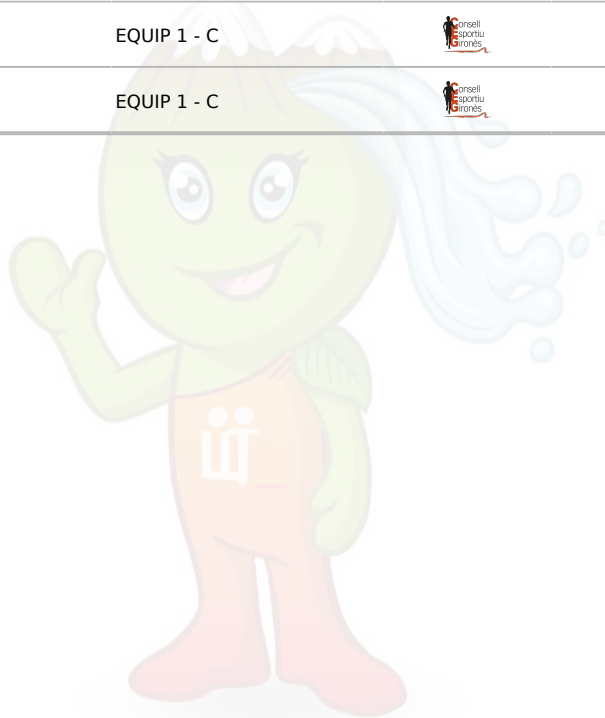 EQUIP 1 - C
Consell
Esportiu
Gironès
EQUIP 1 - C
Consell
Esportiu
Gironès